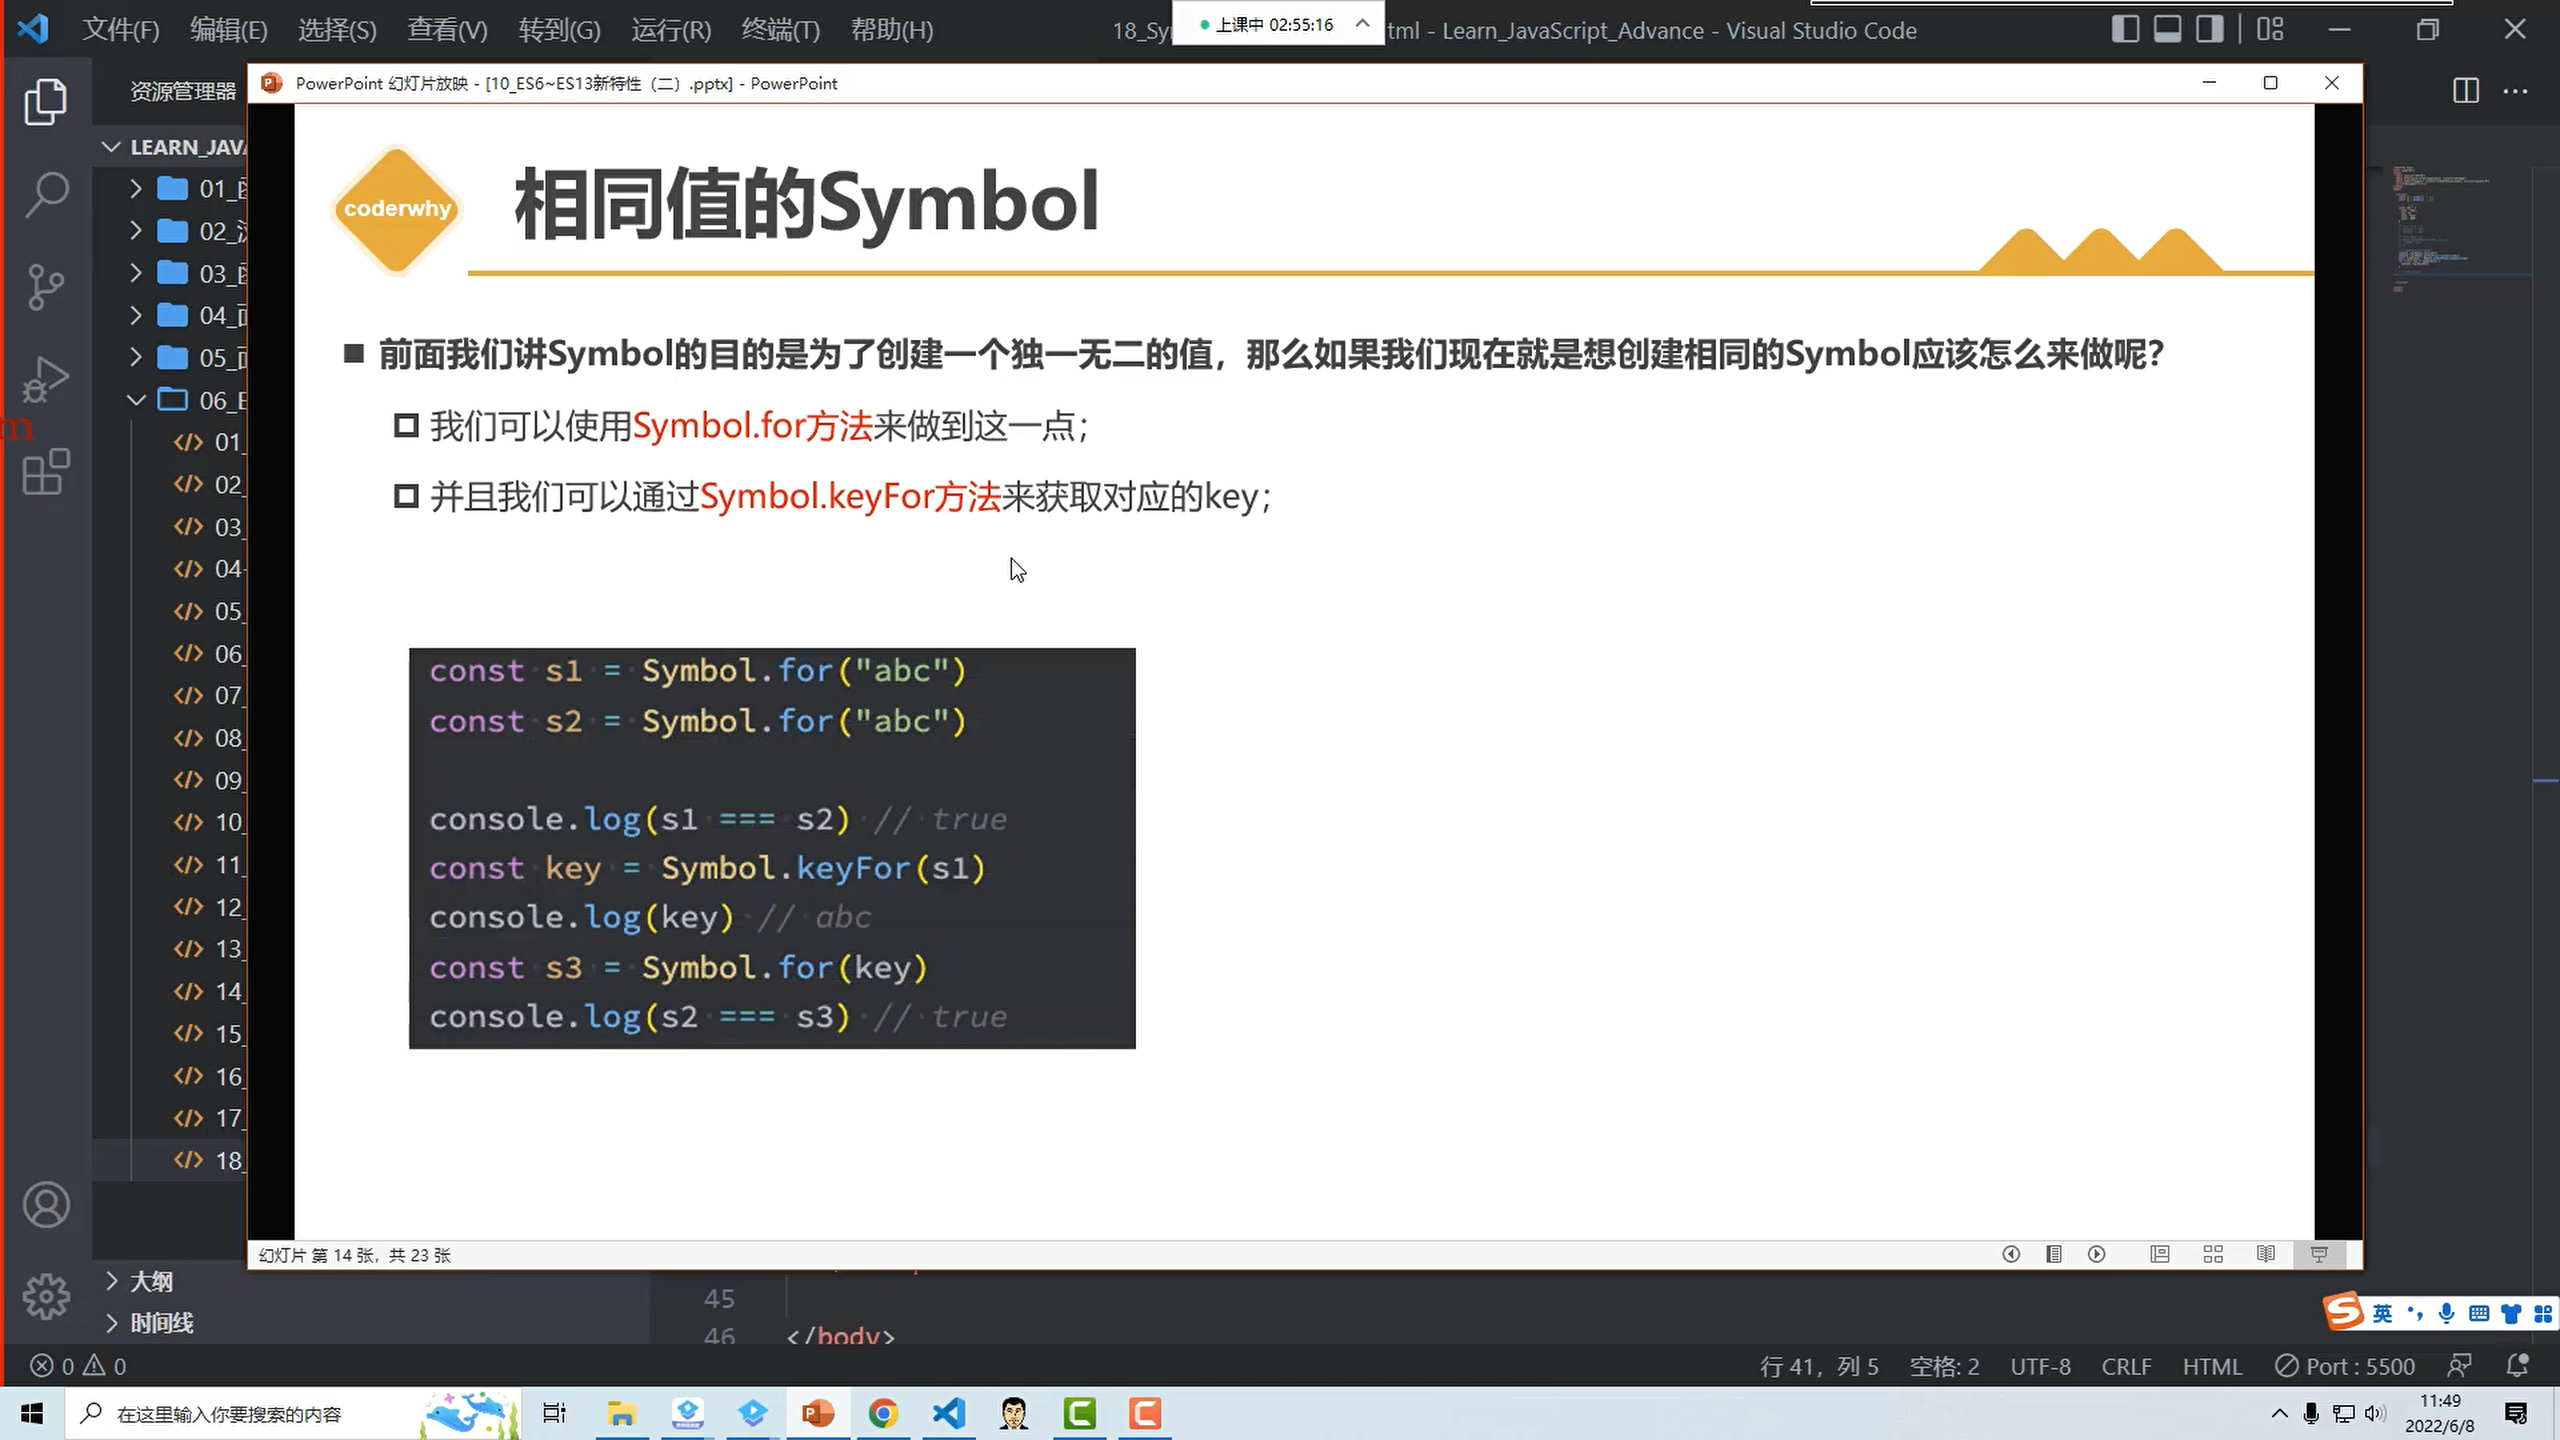 文件(F) 编辑(E) 选择(S) 查看(V) 转到(G) 运行(R) 终端(T) 帮助(H)
上课中 02:55:16
tml - Learn_JavaScript_Advance - Visual Studio Code
资源管理器
PowerPoint 幻灯片放映 - [10_ES6~ES13新特性（二）.pptx] - PowerPoint
01_
02_
03_
04_
05_
06_E
01_
02_
03_
04-
05_
06_
07_
08_
09_
10_
11_
12_
13_
14_
15_
16_
17_
18_
coderwhy
相同值的Symbol
前面我们讲Symbol的目的是为了创建一个独一无二的值，那么如果我们现在就是想创建相同的Symbol应该怎么来做呢？
我们可以使用Symbol.for方法来做到这一点；
并且我们可以通过Symbol.keyFor方法来获取对应的key；
const s1 = Symbol.for("abc")
const s2 = Symbol.for("abc")
console.log(s1 === s2) // true
const key = Symbol.keyFor(s1)
console.log(key) // abc
const s3 = Symbol.for(key)
console.log(s2 === s3) // true
幻灯片 第 14 张，共 23 张
大纲
时间线
45
46 </body>
英
0 0
行 41，列 5 空格: 2 UTF-8 CRLF HTML Port : 5500
在这里输入你要搜索的内容
11:49
2022/6/8